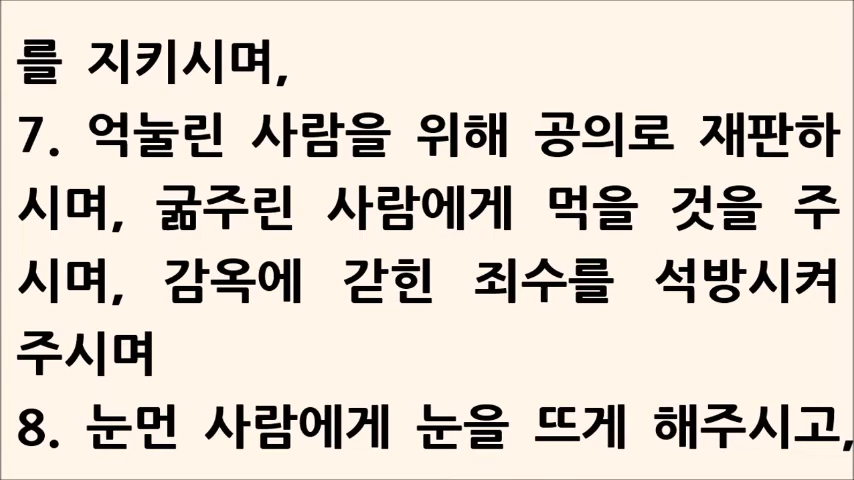 를 지키시며,
7. 억눌린 사람을 위해 공의로 재판하
시며, 굶주린 사람에게 먹을 것을 주
시며, 감옥에 갇힌 죄수를 석방시켜
주시며
8. 눈먼 사람에게 눈을 뜨게 해주시고,